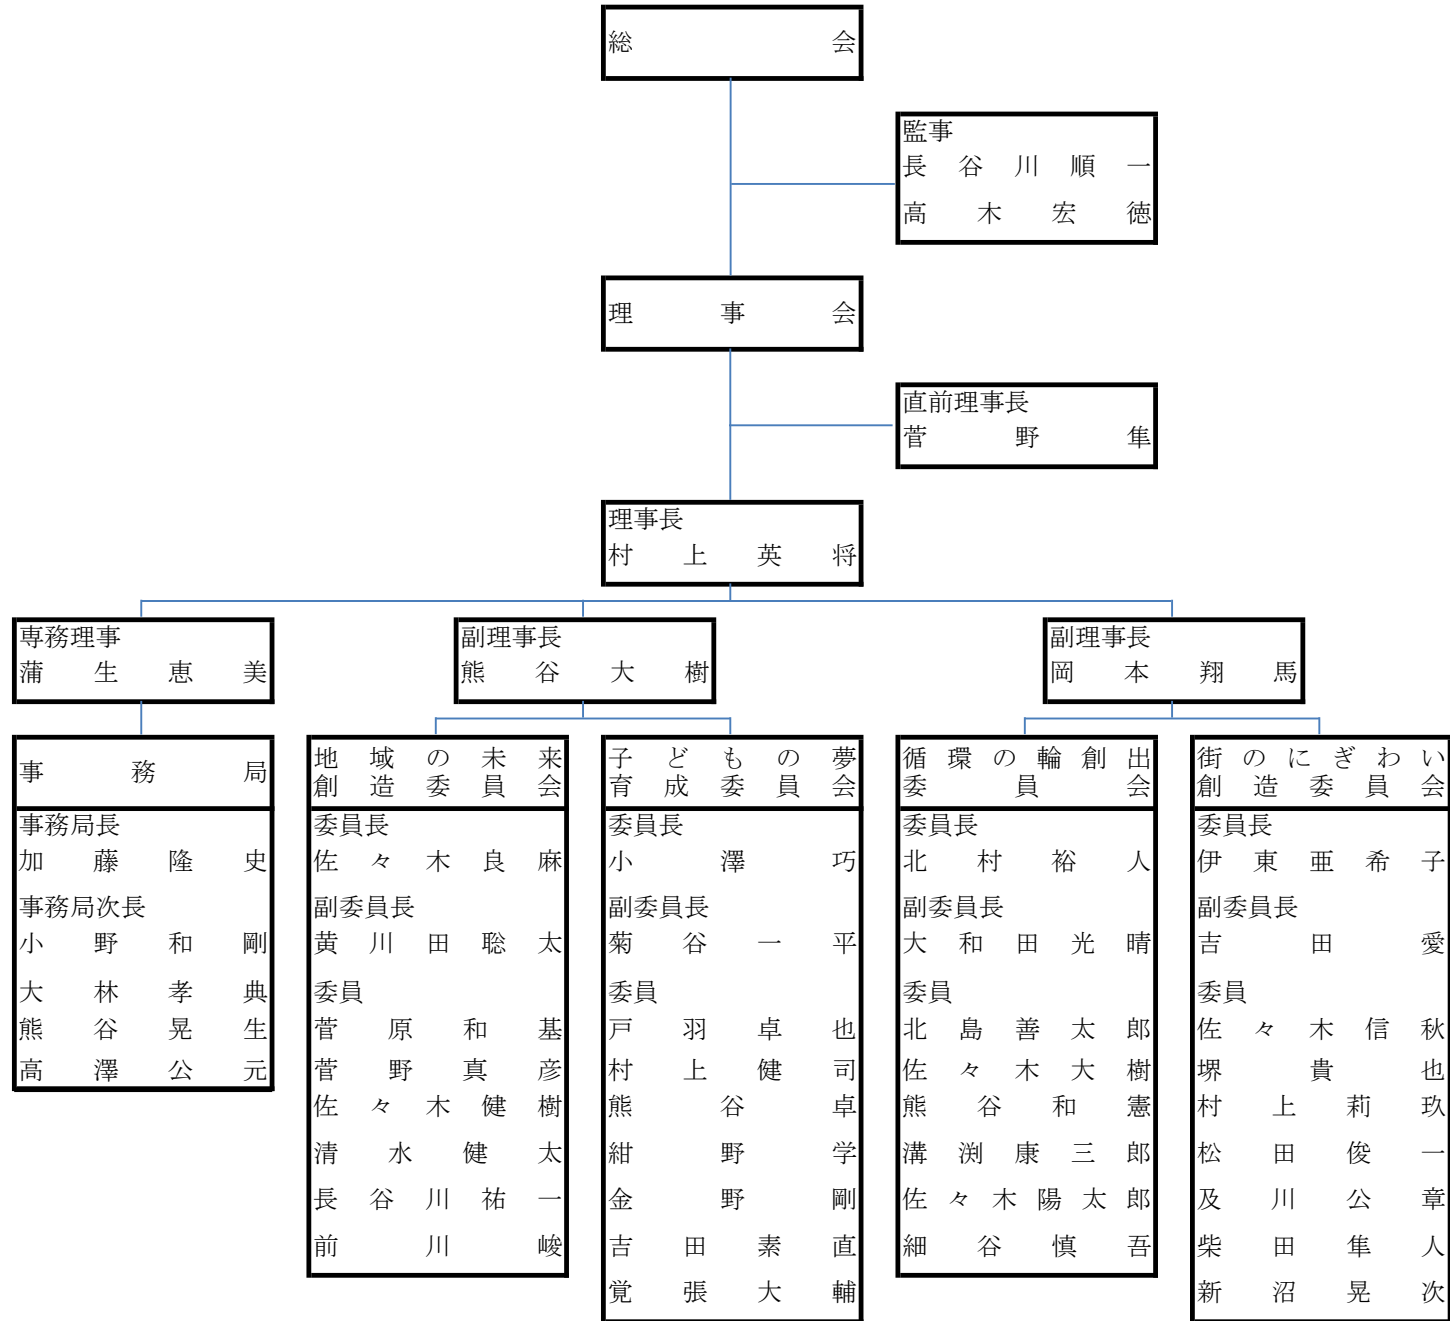 総会
監事
長谷川順一
高木宏徳
理事会
直前理事長
菅野隼
理事長
村上英将
専務理事
蒲生恵美
副理事長
熊谷大樹
副理事長
岡本翔馬
事務局
事務局長
加藤隆史
事務局次長
小野和剛
大林孝典
熊谷晃生
高澤公元
地域の未来
創造委員会
委員長
佐々木良麻
副委員長
黄川田聡太
委員
菅原和基
菅野真彦
佐々木健樹
清水健太
長谷川祐一
前川峻
子どもの夢
育成委員会
委員長
小澤巧
副委員長
菊谷一平
委員
戸羽卓也
村上健司
熊谷卓
紺野学
金野剛
吉田素直
覚張大輔
循環の輪創出
委員会
委員長
北村裕人
副委員長
大和田光晴
委員
北島善太郎
佐々木大樹
熊谷和憲
溝渕康三郎
佐々木陽太郎
細谷慎吾
街のにぎわい
創造委員会
委員長
伊東亜希子
副委員長
吉田愛
委員
佐々木信秋
堺貴也
村上莉玖
松田俊一
及川公章
柴田隼人
新沼晃次